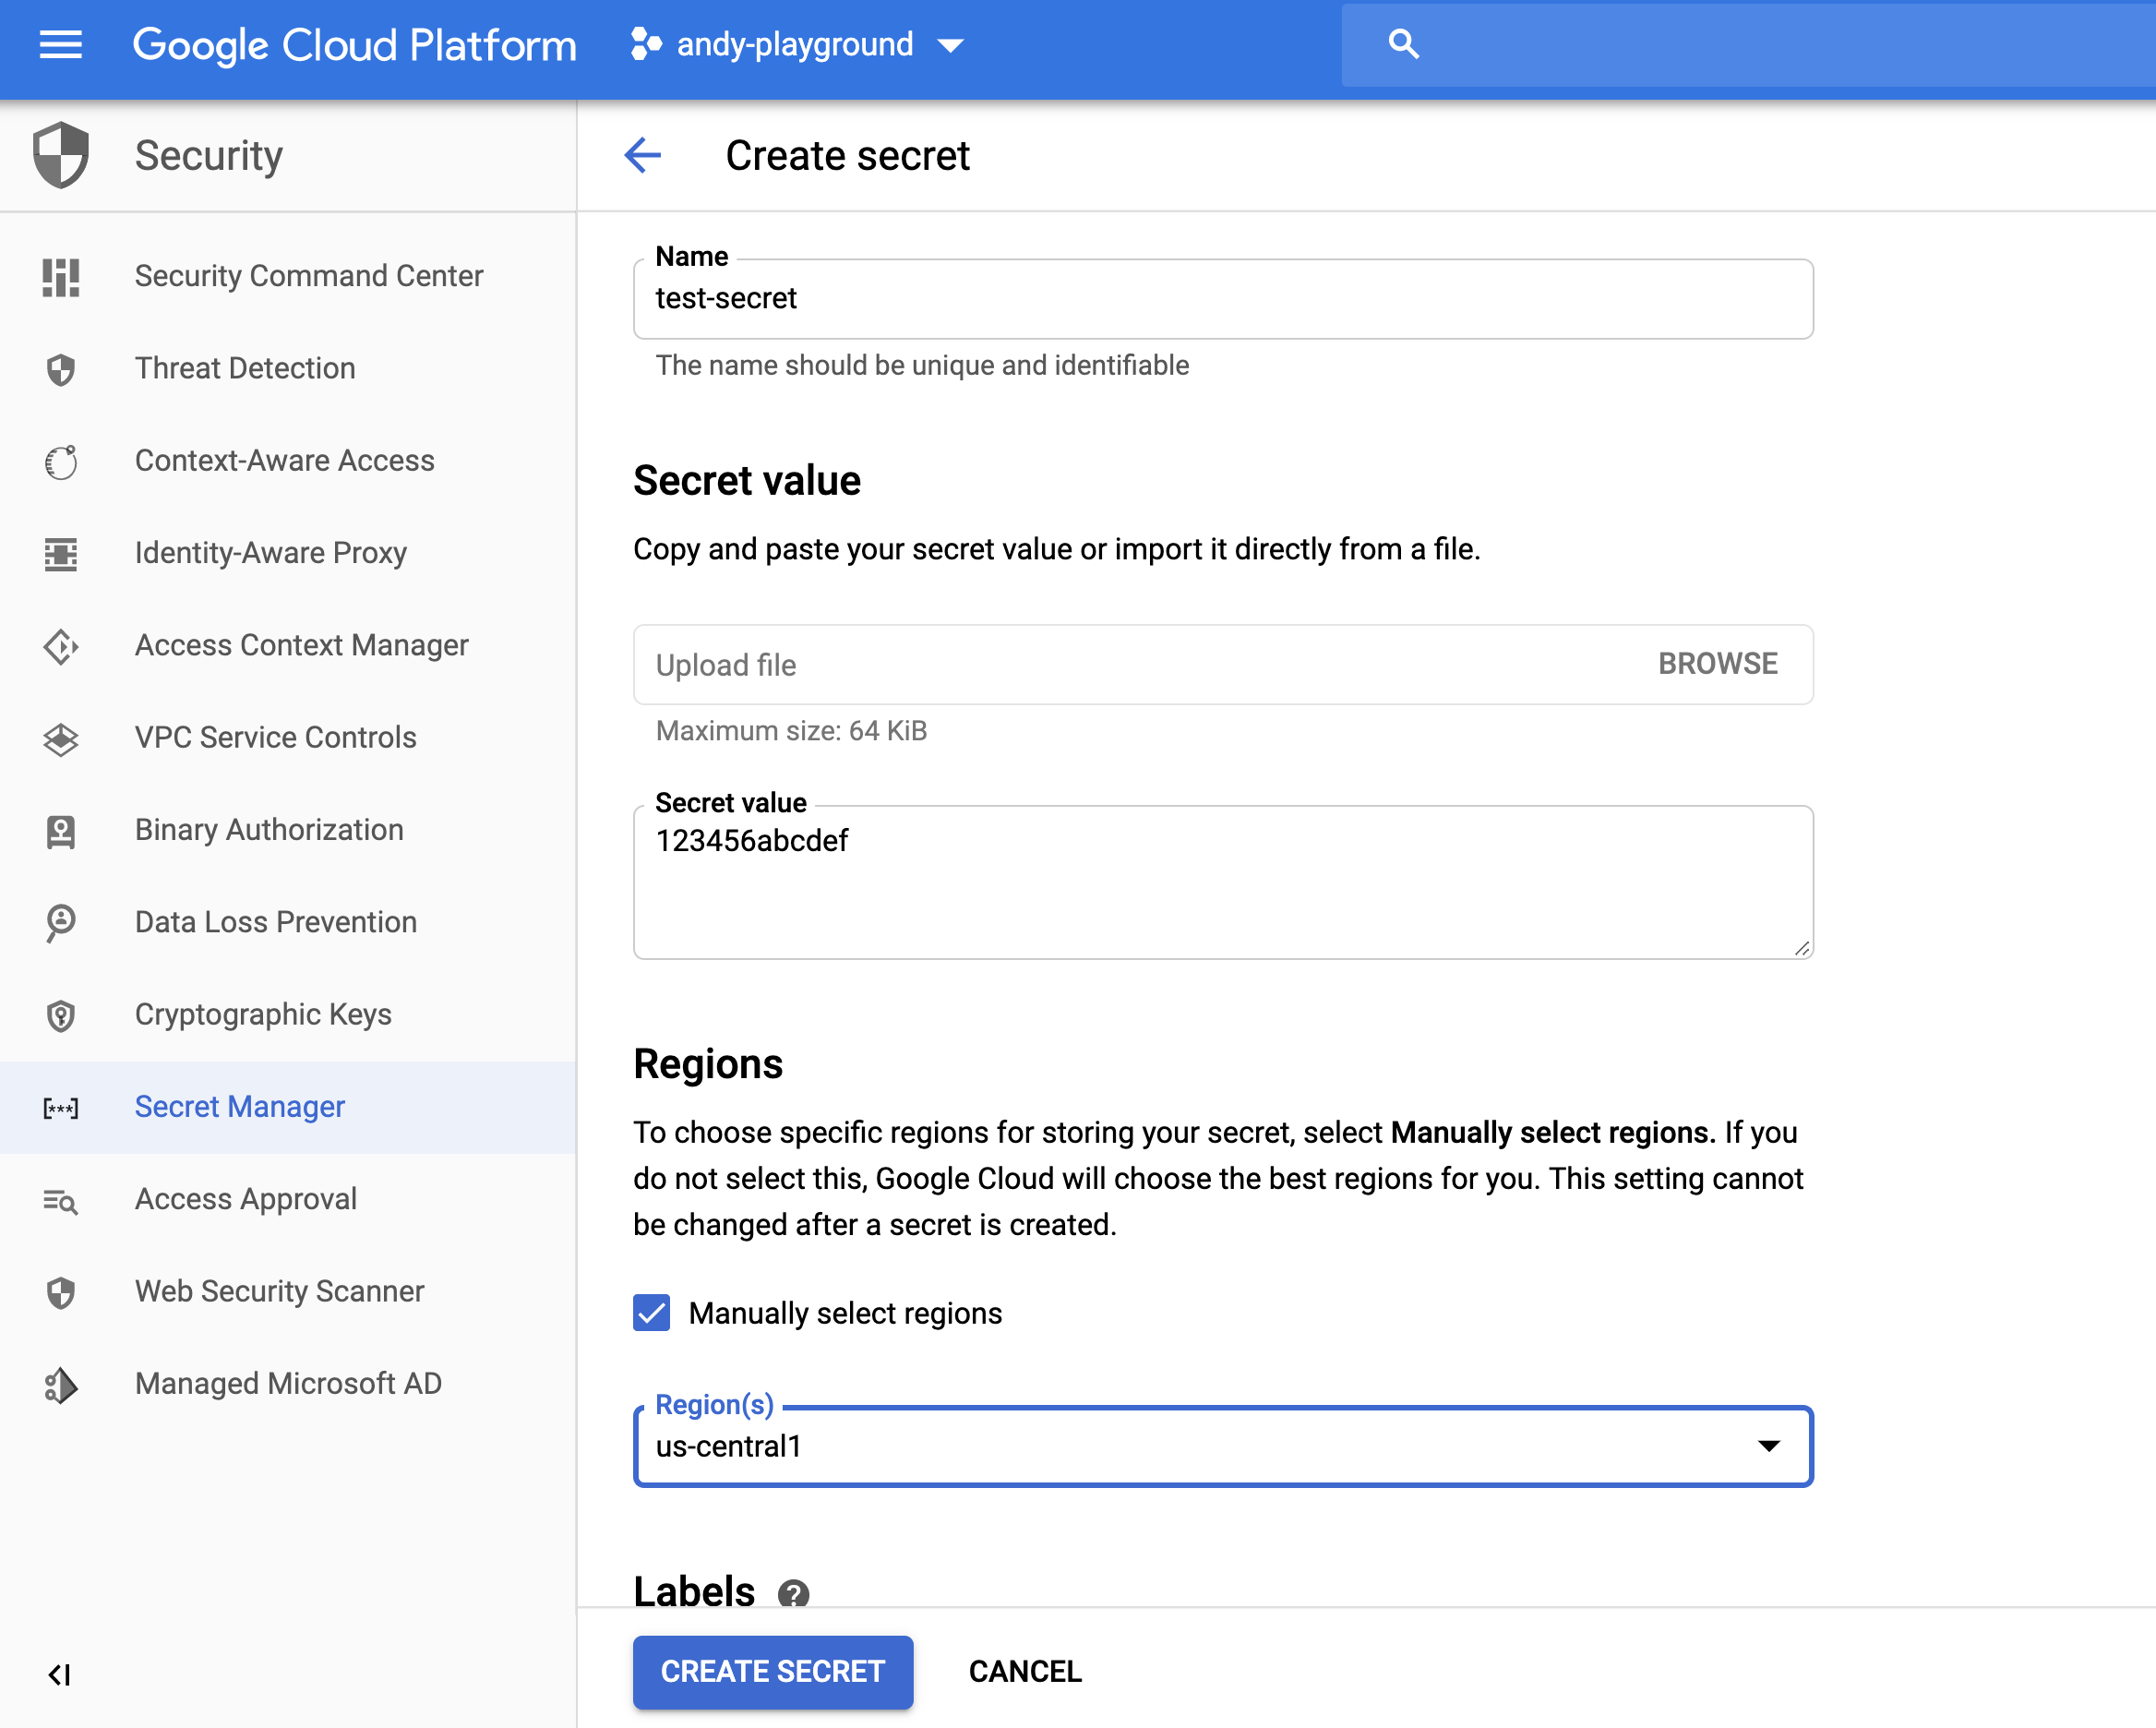 Google Cloud Platform
andy-playground
Security
Security Command Center
Threat Detection
Context-Aware Access
Identity-Aware Proxy
Access Context Manager
VPC Service Controls
Binary Authorization
Data Loss Prevention
Cryptographic Keys
[***]
Secret Manager
Access Approval
Web Security Scanner
Managed Microsoft AD
Create secret
Name
test-secret
The name should be unique and identifiable
Secret value
Copy and paste your secret value or import it directly from a file.
Upload file
BROWSE
Maximum size: 64 KiB
Secret value
123456abcdef
Regions
To choose specific regions for storing your secret, select Manually select regions. If you
do not select this, Google Cloud will choose the best regions for you. This setting cannot
be changed after a secret is created.
Manually select regions
Region(s)
us-central1
Labels ?
CREATE SECRET
CANCEL